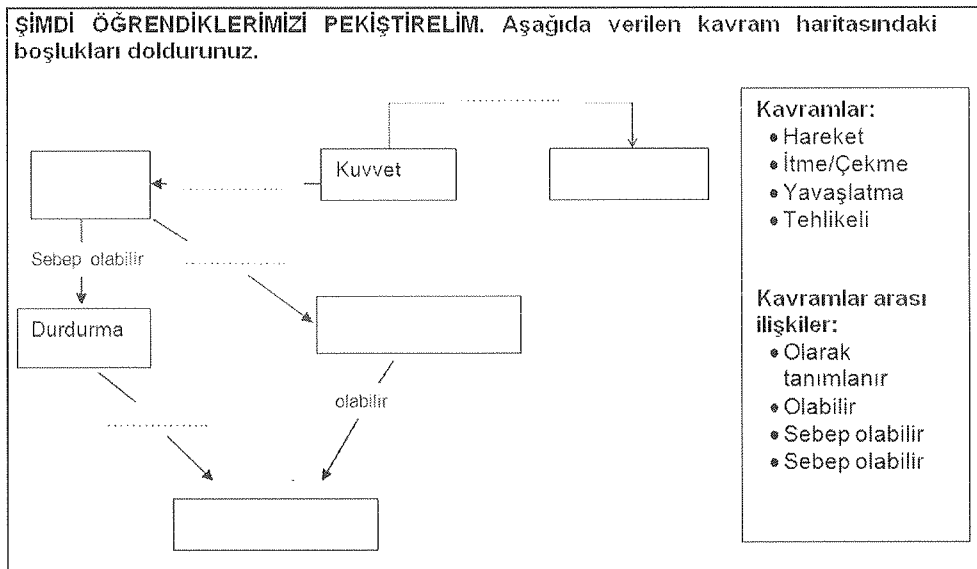 ŞİMDİ ÖĞRENDİKLERİMİZİ PEKİŞTİRELİM. Aşağıda verilen kavram haritasındaki
boşlukları doldurunuz.
....................
Kuvvet
....................
Sebep olabilir
....................
Durdurma
olabilir
....................
Kavramlar:
• Hareket
• İtme/Çekme
• Yavaşlatma
• Tehlikeli
Kavramlar arası
ilişkiler:
• Olarak
tanımlanır
• Olabilir
• Sebep olabilir
• Sebep olabilir